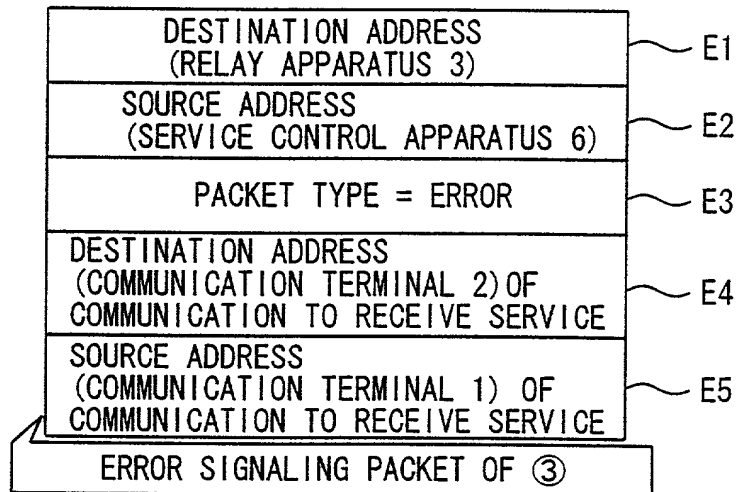 DESTINATION ADDRESS
(RELAY APPARATUS 3)
E1
SOURCE ADDRESS
(SERVICE CONTROL APPARATUS 6)
E2
PACKET TYPE = ERROR
E3
DESTINATION ADDRESS
(COMMUNICATION TERMINAL 2) OF
COMMUNICATION TO RECEIVE SERVICE
E4
SOURCE ADDRESS
(COMMUNICATION TERMINAL 1) OF
COMMUNICATION TO RECEIVE SERVICE
E5
ERROR SIGNALING PACKET OF ③